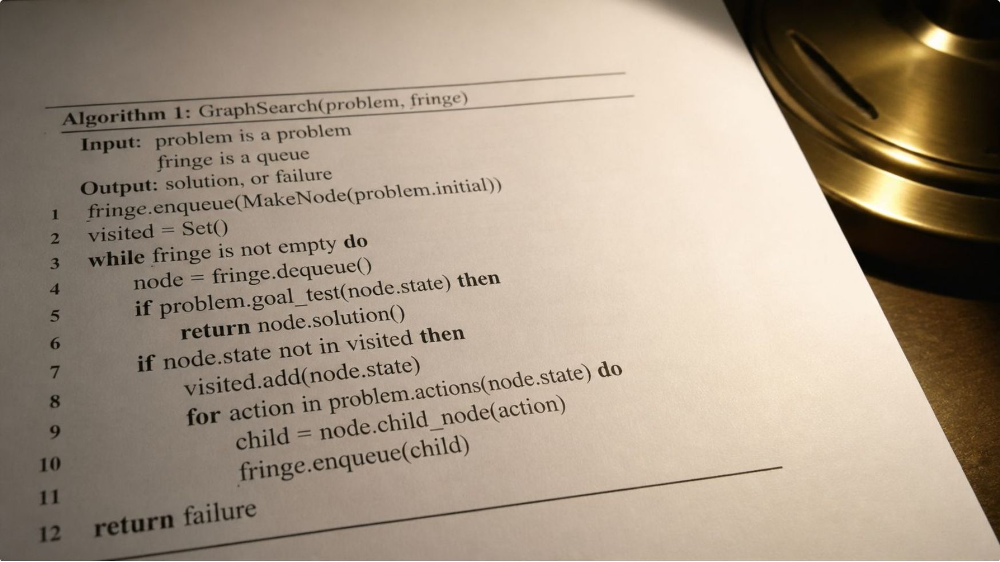 Algorithm 1: GraphSearch(problem, fringe)
Input: problem is a problem
fringe is a queue
Output: solution, or failure
1 fringe.enqueue(MakeNode(problem.initial))
2 visited = Set()
3 while fringe is not empty do
4 node = fringe.dequeue()
5 if problem.goal_test(node.state) then
6 return node.solution()
7 if node.state not in visited then
8 visited.add(node.state)
9 for action in problem.actions(node.state) do
10 child = node.child_node(action)
11 fringe.enqueue(child)
12 return failure